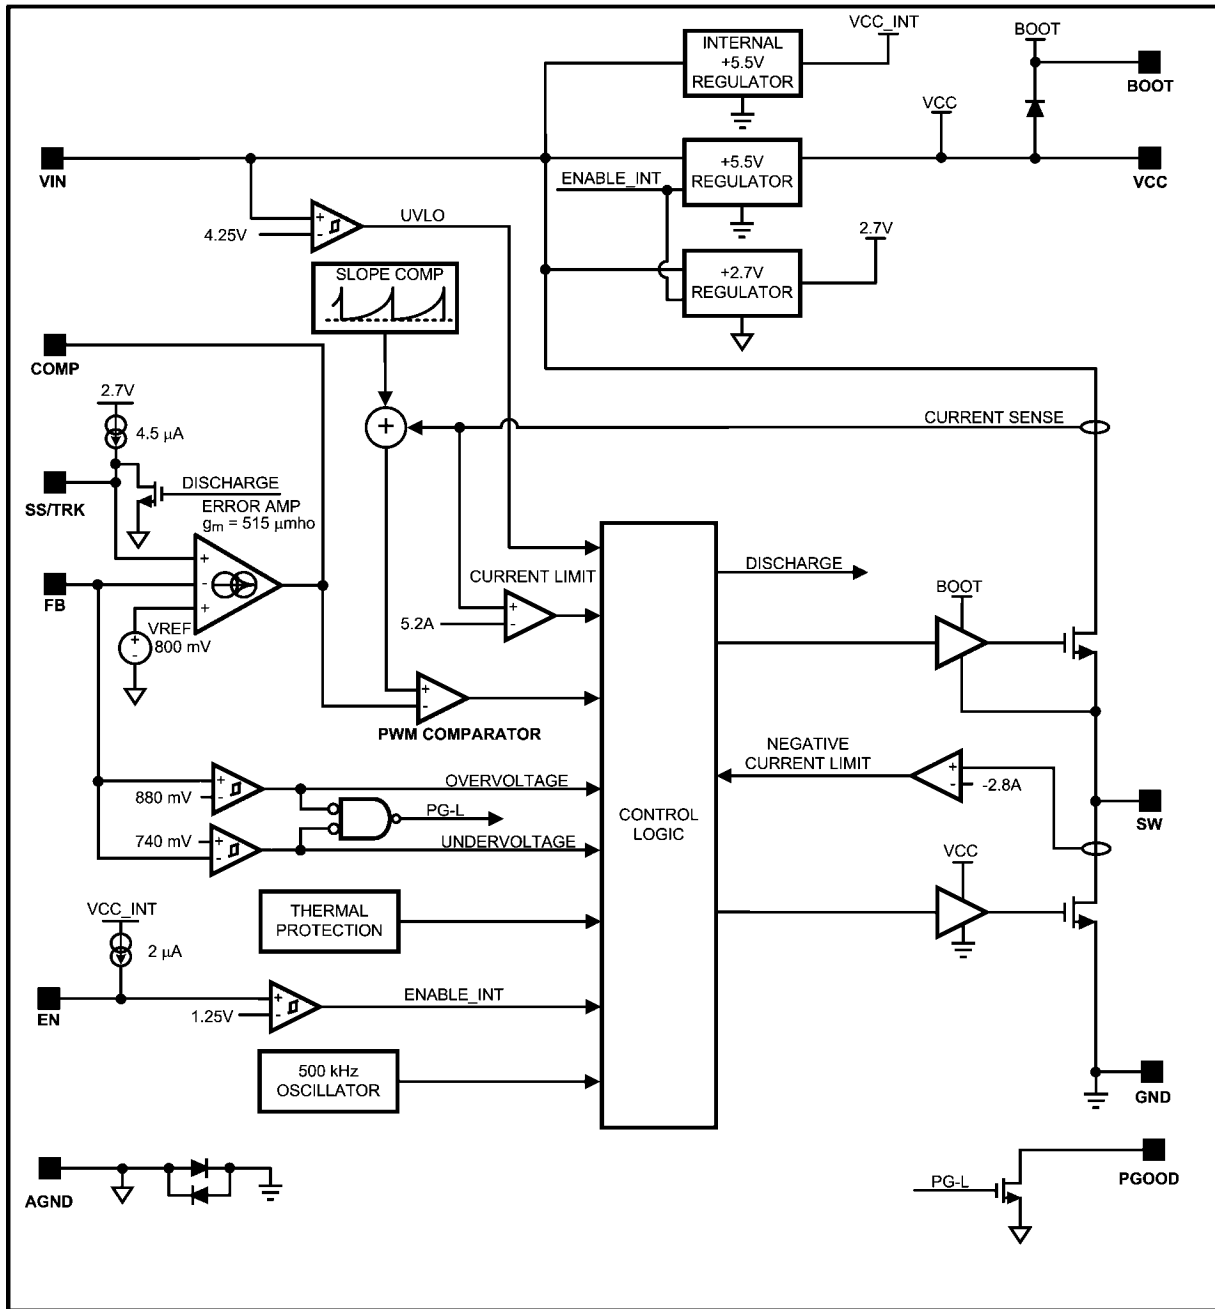 VCC_INT
BOOT
INTERNAL
+5.5V
REGULATOR
BOOT
VCC
VIN
+5.5V
REGULATOR
ENABLE_INT
VCC
UVLO
4.25V
+
-
2.7V
+2.7V
REGULATOR
SLOPE COMP
COMP
2.7V
4.5 μA
+
CURRENT SENSE
SS/TRK
DISCHARGE
ERROR AMP
gm = 515 μmho
+
-
+
FB
VREF
800 mV
+
-
CURRENT LIMIT
5.2A
+
-
DISCHARGE
BOOT
+
-
PWM COMPARATOR
NEGATIVE
CURRENT LIMIT
+
-
-2.8A
OVERVOLTAGE
880 mV
+
-
PG-L
740 mV
+
-
UNDERVOLTAGE
CONTROL
LOGIC
SW
VCC
THERMAL
PROTECTION
VCC_INT
2 μA
EN
1.25V
+
-
ENABLE_INT
500 kHz
OSCILLATOR
GND
AGND
PG-L
PGOOD